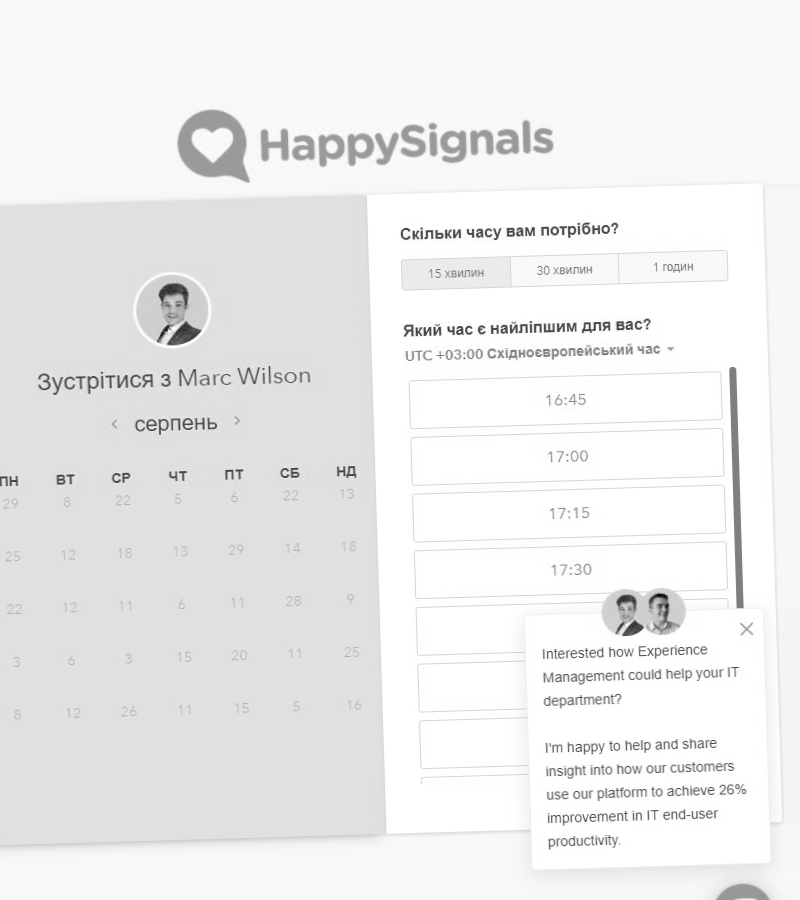 HappySignals
Зустрітися з Marc Wilson
серпень
ПН ВТ СР ЧТ ПТ СБ НД
29 8 22 5 6 22 13
25 12 18 13 29 14 18
22 12 11 6 11 28 9
3 6 3 15 20 11 25
8 12 26 11 15 5 16
Скільки часу вам потрібно?
15 хвилин 30 хвилин 1 годин
Який час є найліпшим для вас?
UTC +03:00 Східноєвропейський час
16:45
17:00
17:15
17:30
Interested how Experience
Management could help your IT
department?
I'm happy to help and share
insight into how our customers
use our platform to achieve 26%
improvement in IT end-user
productivity.